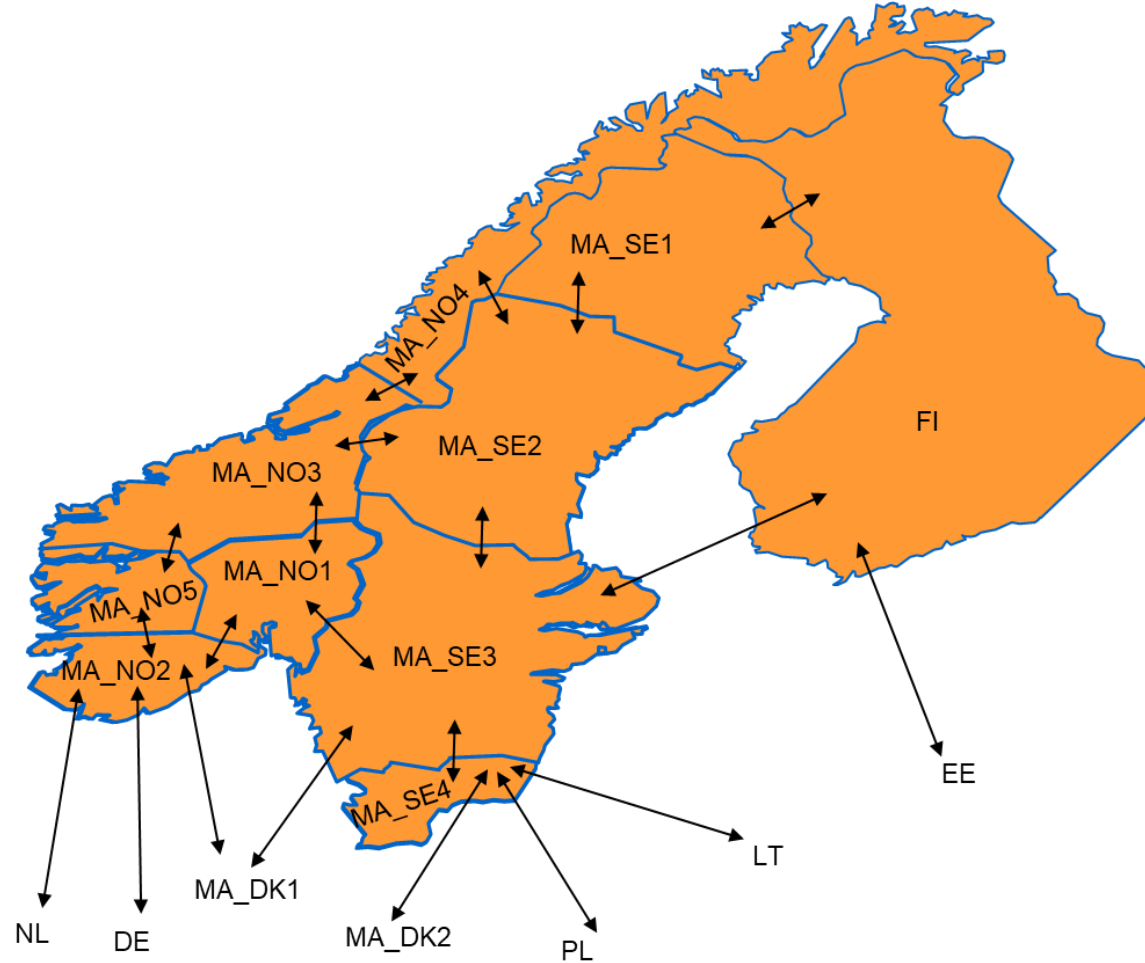 MA_SE1
MA_NO4
FI
MA_SE2
MA_NO3
MA_NO1
MA_NO5
MA_SE3
MA_NO2
EE
MA_SE4
LT
MA_DK1
NL
DE
MA_DK2
PL